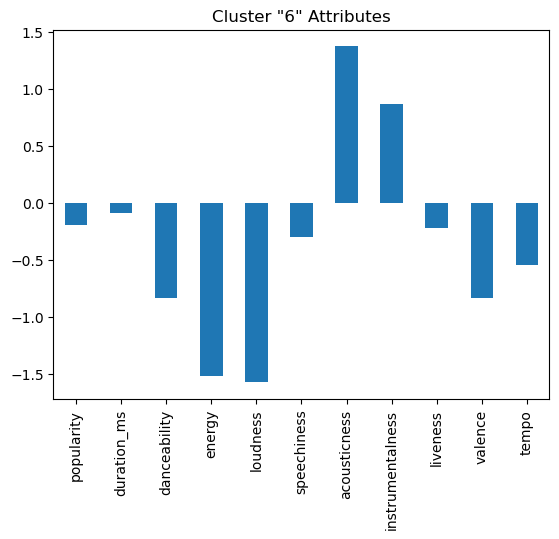 Cluster "6" Attributes
1.5
1.0
0.5
0.0
−0.5
−1.0
−1.5
popularity
duration_ms
danceability
energy
loudness
speechiness
acousticness
instrumentalness
liveness
valence
tempo